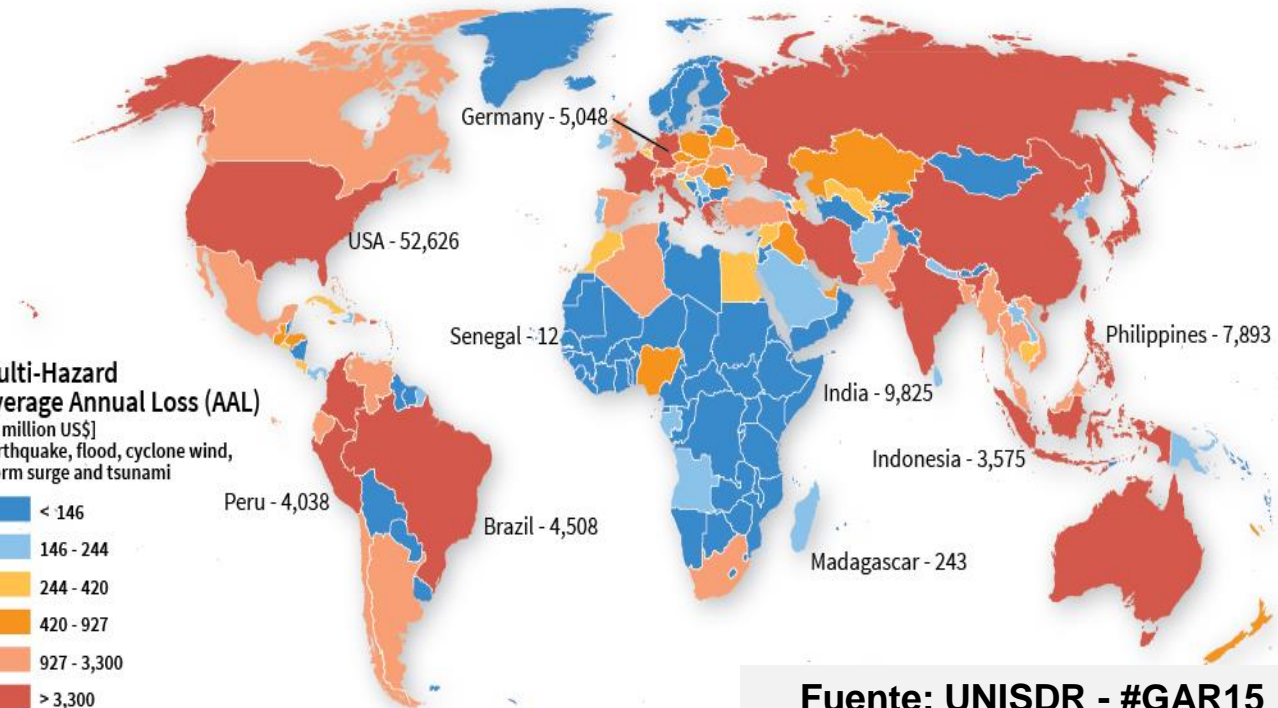 Germany - 5,048
USA - 52,626
Senegal - 12
Philippines - 7,893
India - 9,825
Indonesia - 3,575
Peru - 4,038
Brazil - 4,508
Madagascar - 243
ulti-Hazard
verage Annual Loss (AAL)
million US$]
rthquake, flood, cyclone wind,
orm surge and tsunami
< 146
146 - 244
244 - 420
420 - 927
927 - 3,300
> 3,300
Fuente: UNISDR - #GAR15